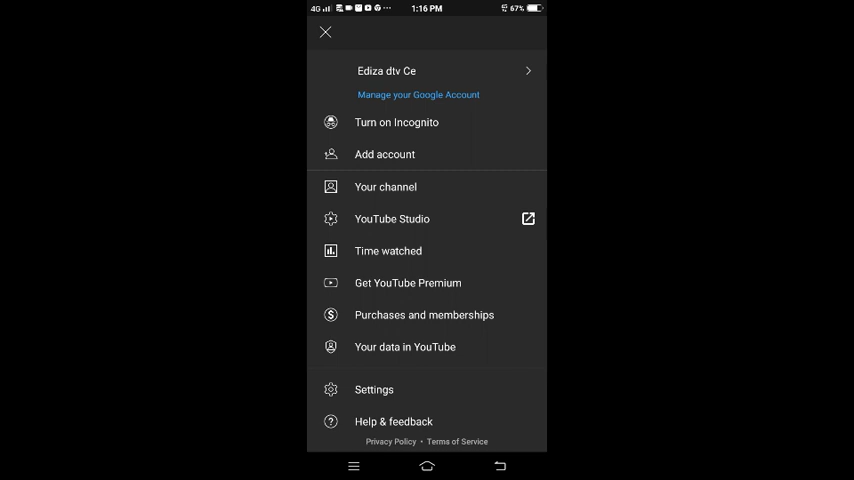 4G 1:16 PM 67%
Ediza dtv Ce
Manage your Google Account
Turn on Incognito
Add account
Your channel
YouTube Studio
Time watched
Get YouTube Premium
Purchases and memberships
Your data in YouTube
Settings
Help & feedback
Privacy Policy • Terms of Service